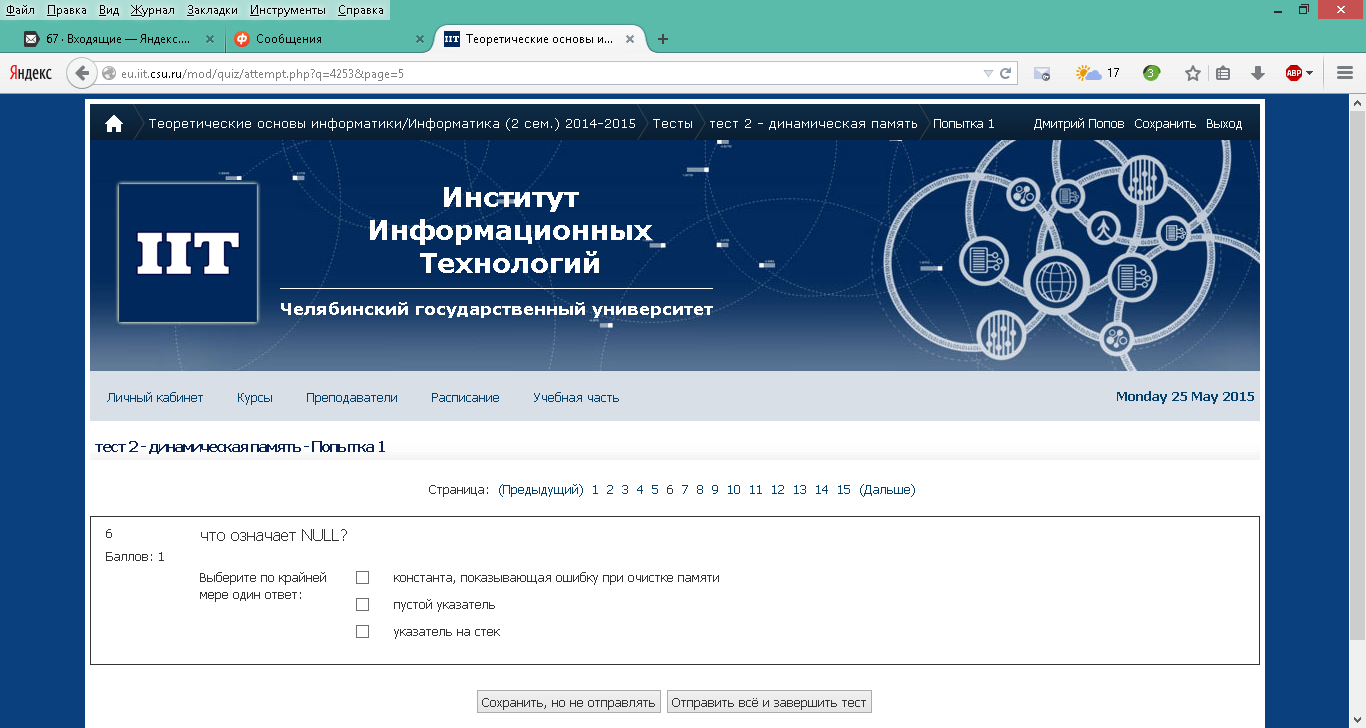 Файл Правка Вид Журнал Закладки Инструменты Справка
67 · Входящие — Яндекс.... × Сообщения × Теоретические основы и... × +
Яндекс eu.iit.csu.ru/mod/quiz/attempt.php?q=4253&page=5 17 3 ABP
Теоретические основы информатики/Информатика (2 сем.) 2014-2015 Тесты тест 2 - динамическая память Попытка 1 Дмитрий Попов Сохранить Выход
Институт
Информационных
Технологий
IIT
Челябинский государственный университет
Личный кабинет Курсы Преподаватели Расписание Учебная часть Monday 25 May 2015
тест 2 - динамическая память - Попытка 1
Страница: (Предыдущий) 1 2 3 4 5 6 7 8 9 10 11 12 13 14 15 (Дальше)
6 что означает NULL?
Баллов: 1
Выберите по крайней мере один ответ:
константа, показывающая ошибку при очистке памяти
пустой указатель
указатель на стек
Сохранить, но не отправлять Отправить всё и завершить тест